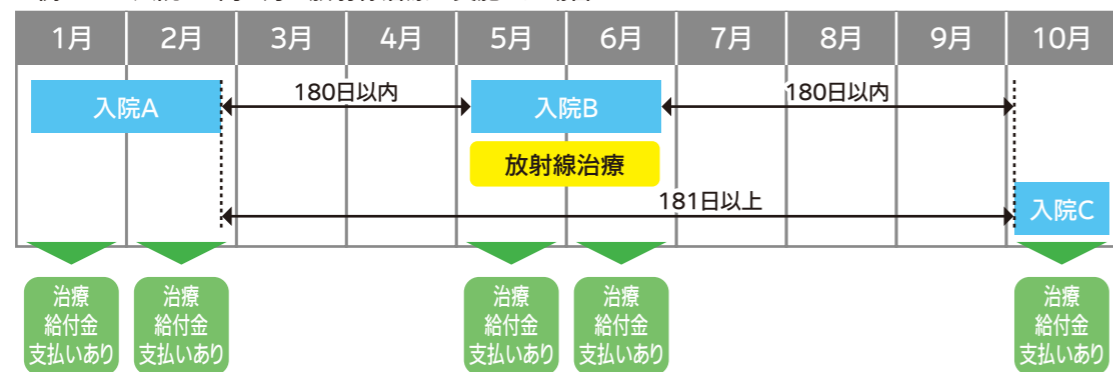 1月 2月 3月 4月 5月 6月 7月 8月 9月 10月
入院A 180日以内 入院B 180日以内
放射線治療
181日以上 入院C
治療 治療 治療 治療 治療
給付金 給付金 給付金 給付金 給付金
支払いあり 支払いあり 支払いあり 支払いあり 支払いあり